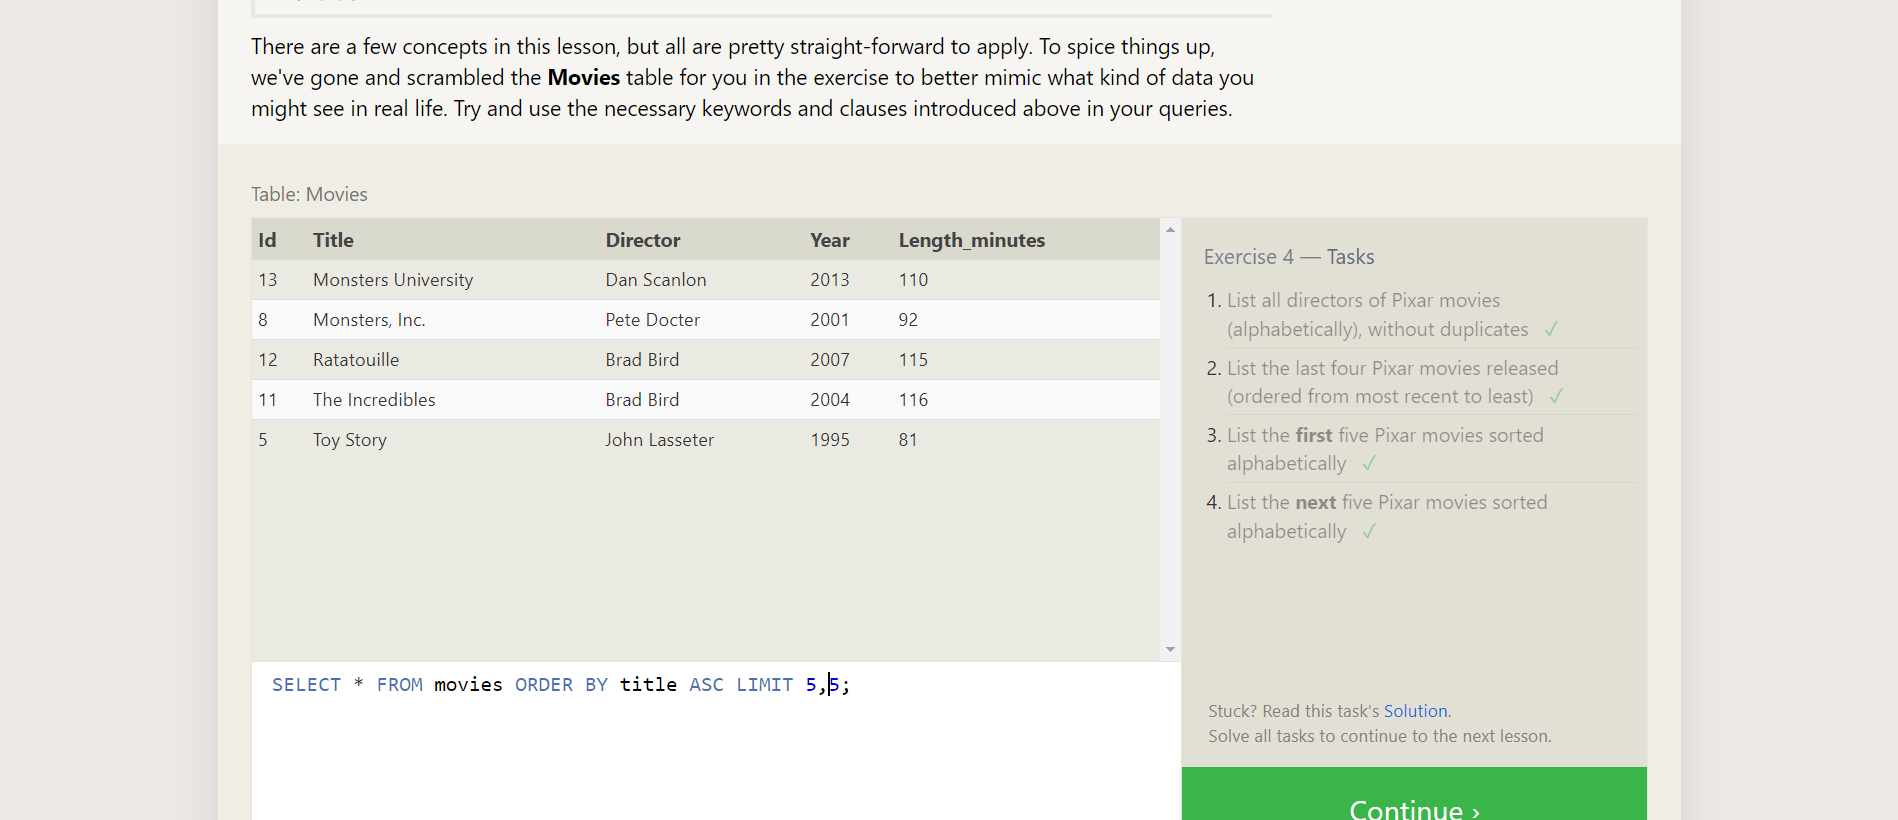 There are a few concepts in this lesson, but all are pretty straight-forward to apply. To spice things up,
we've gone and scrambled the Movies table for you in the exercise to better mimic what kind of data you
might see in real life. Try and use the necessary keywords and clauses introduced above in your queries.
Table: Movies
Id Title Director Year Length_minutes
13 Monsters University Dan Scanlon 2013 110
8 Monsters, Inc. Pete Docter 2001 92
12 Ratatouille Brad Bird 2007 115
11 The Incredibles Brad Bird 2004 116
5 Toy Story John Lasseter 1995 81
SELECT * FROM movies ORDER BY title ASC LIMIT 5,5;
Exercise 4 — Tasks
1. List all directors of Pixar movies
(alphabetically), without duplicates ✓
2. List the last four Pixar movies released
(ordered from most recent to least) ✓
3. List the first five Pixar movies sorted
alphabetically ✓
4. List the next five Pixar movies sorted
alphabetically ✓
Stuck? Read this task's Solution.
Solve all tasks to continue to the next lesson.
Continue ›